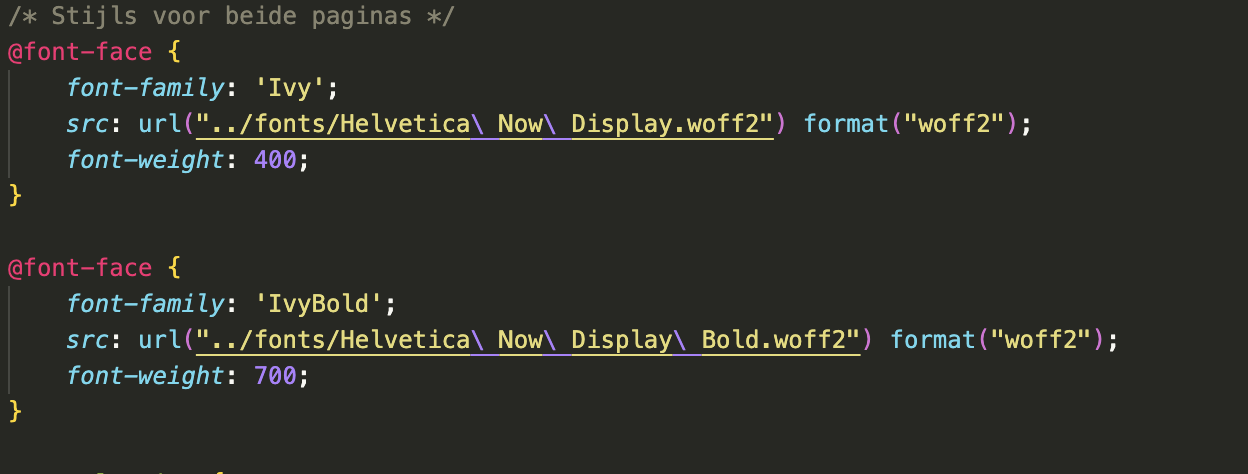 /* Stijls voor beide paginas */
@font-face {
    font-family: 'Ivy';
    src: url("../fonts/Helvetica\ Now\ Display.woff2") format("woff2");
    font-weight: 400;
}

@font-face {
    font-family: 'IvyBold';
    src: url("../fonts/Helvetica\ Now\ Display\ Bold.woff2") format("woff2");
    font-weight: 700;
}